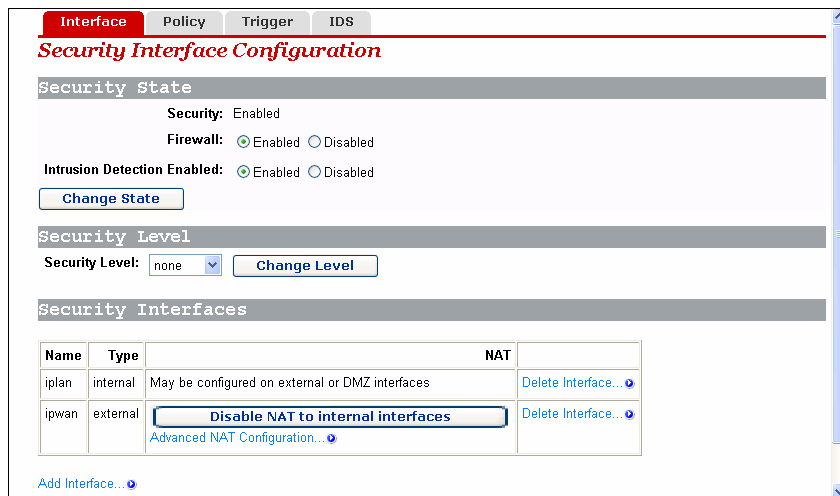 Interface Policy Trigger IDS
Security Interface Configuration
Security State
Security: Enabled
Firewall: Enabled Disabled
Intrusion Detection Enabled: Enabled Disabled
Change State
Security Level
Security Level: none Change Level
Security Interfaces
Name Type NAT
iplan internal May be configured on external or DMZ interfaces Delete Interface...
ipwan external Disable NAT to internal interfaces Delete Interface...
Advanced NAT Configuration...
Add Interface...